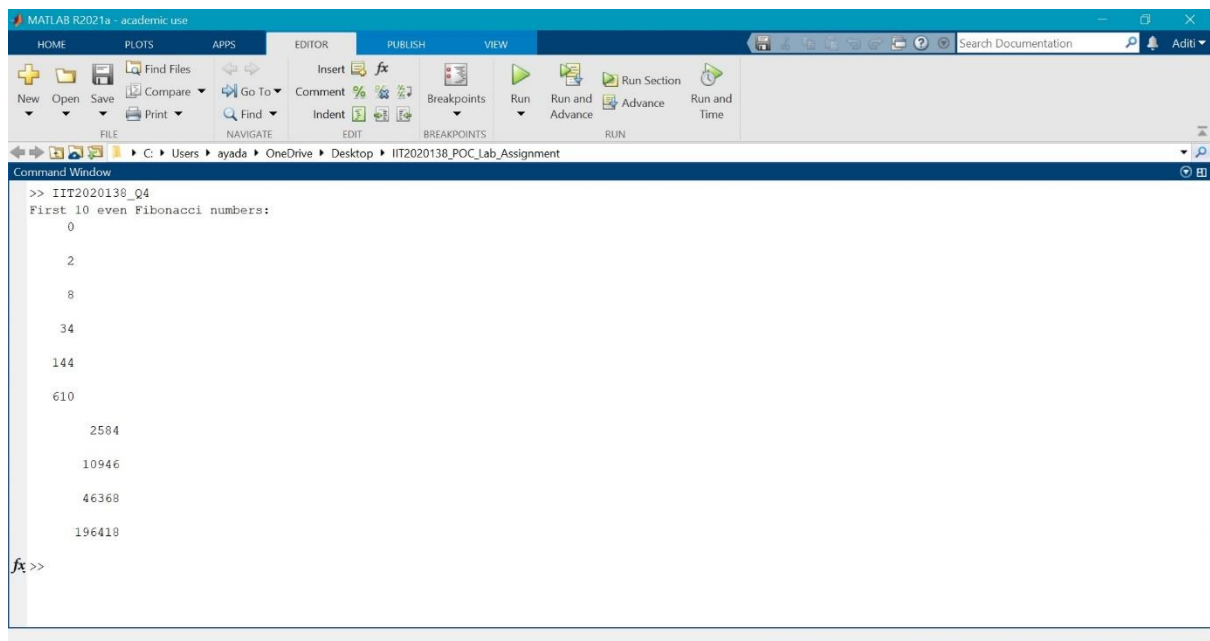 MATLAB R2021a - academic use
HOME PLOTS APPS EDITOR PUBLISH VIEW Search Documentation Aditi
Find Files Insert fx
Compare Go To Comment % Breakpoints Run Section
New Open Save Print Find Indent Run Run and Advance Advance Run and Time
FILE NAVIGATE EDIT BREAKPOINTS RUN
C: Users ayada OneDrive Desktop IIT2020138_POC_Lab_Assignment
Command Window
>> IIT2020138_Q4
First 10 even Fibonacci numbers:
0
2
8
34
144
610
2584
10946
46368
196418
fx >>